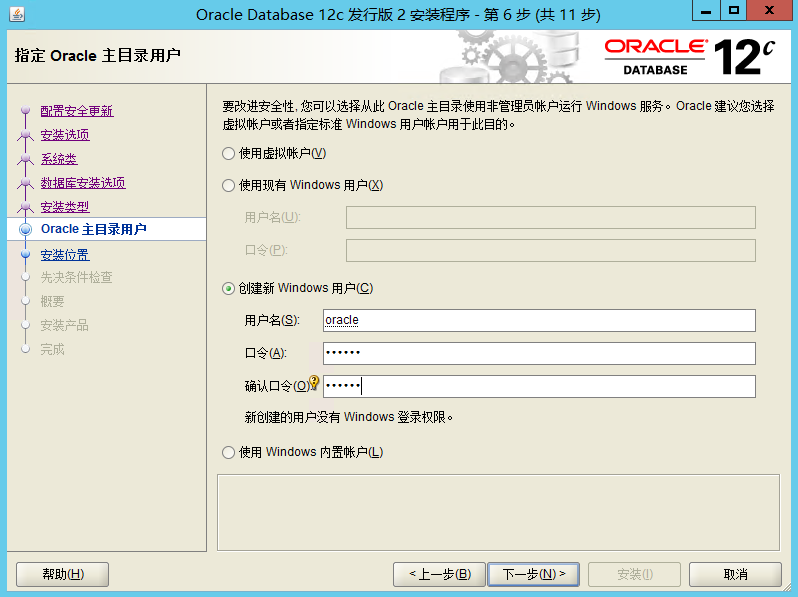 Oracle Database 12c 发行版 2 安装程序 - 第 6 步 (共 11 步)
指定 Oracle 主目录用户
ORACLE
DATABASE
12c
配置安全更新
安装选项
系统类
数据库安装选项
安装类型
Oracle 主目录用户
安装位置
先决条件检查
概要
安装产品
完成
要改进安全性, 您可以选择从此 Oracle 主目录使用非管理员帐户运行 Windows 服务。Oracle 建议您选择
虚拟帐户或者指定标准 Windows 用户帐户用于此目的。
使用虚拟帐户(V)
使用现有 Windows 用户(X)
用户名(U):
口令(P):
创建新 Windows 用户(C)
用户名(S): oracle
口令(A): ••••••
确认口令(O) ••••••
新创建的用户没有 Windows 登录权限。
使用 Windows 内置帐户(L)
帮助(H)
< 上一步(B)
下一步(N) >
安装(I)
取消